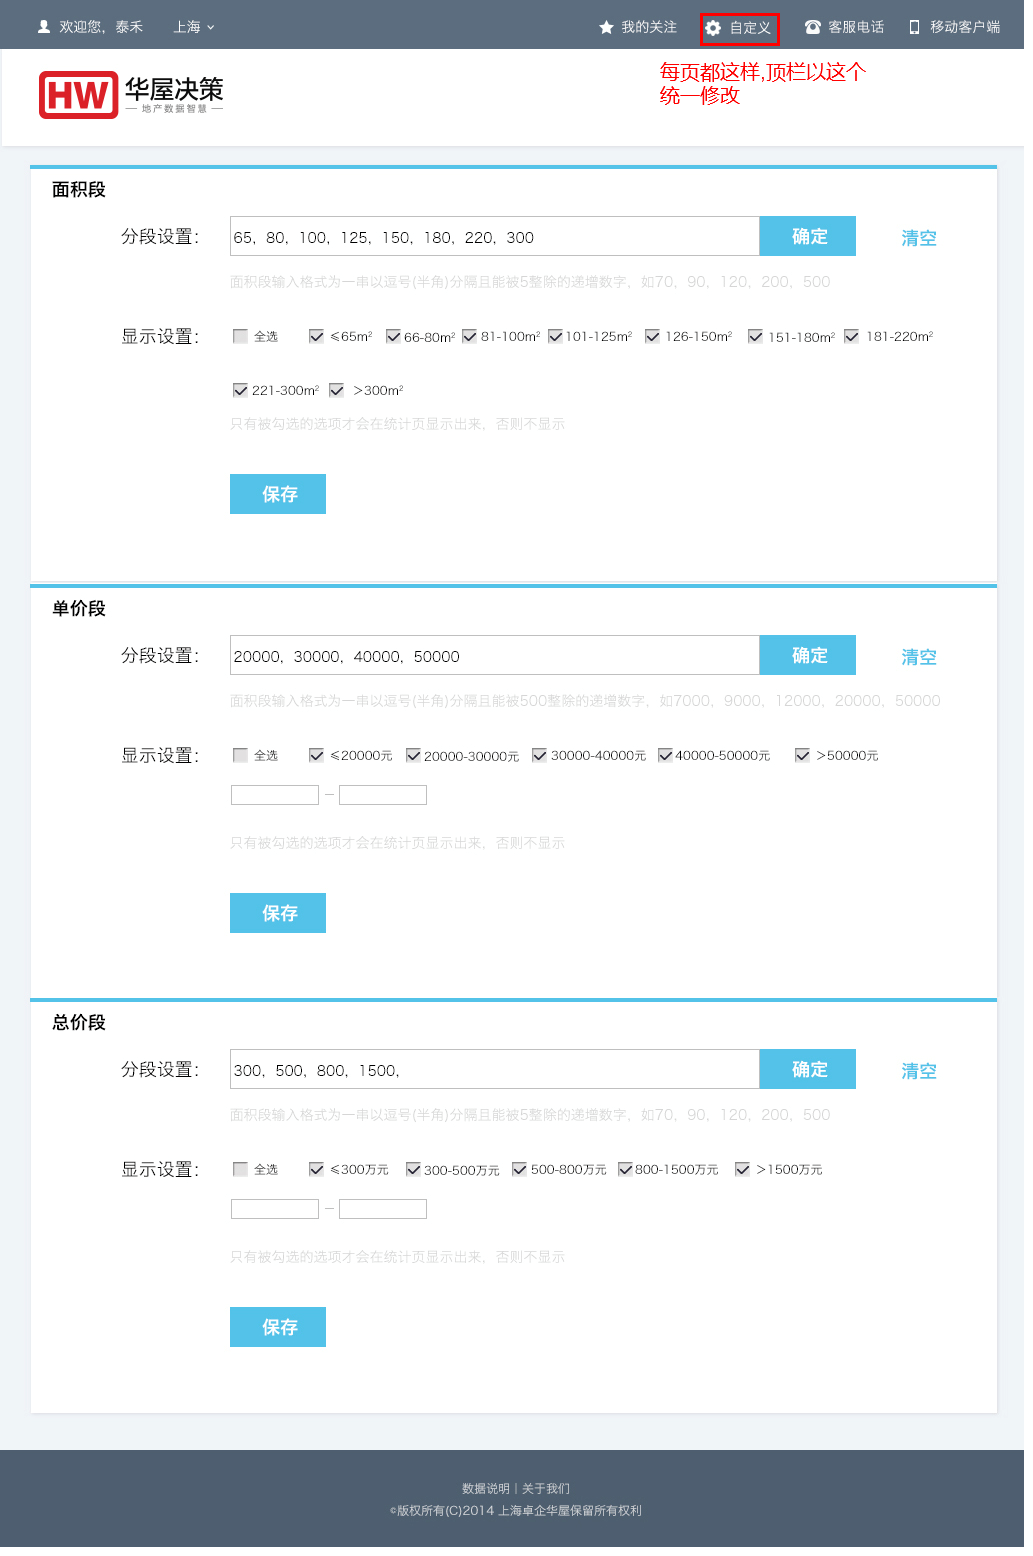 欢迎您，泰禾 上海 我的关注 自定义 客服电话 移动客户端
每页都这样,顶栏以这个
统一修改
HW 华屋决策
地产数据智慧
面积段
分段设置： 65，80，100，125，150，180，220，300 确定 清空
面积段输入格式为一串以逗号(半角)分隔且能被5整除的递增数字，如70，90，120，200，500
显示设置： 全选 ≤65m² 66-80m² 81-100m² 101-125m² 126-150m² 151-180m² 181-220m²
221-300m² ＞300m²
只有被勾选的选项才会在统计页显示出来，否则不显示
保存
单价段
分段设置： 20000，30000，40000，50000 确定 清空
面积段输入格式为一串以逗号(半角)分隔且能被500整除的递增数字，如7000，9000，12000，20000，50000
显示设置： 全选 ≤20000元 20000-30000元 30000-40000元 40000-50000元 ＞50000元
—
只有被勾选的选项才会在统计页显示出来，否则不显示
保存
总价段
分段设置： 300，500，800，1500， 确定 清空
面积段输入格式为一串以逗号(半角)分隔且能被5整除的递增数字，如70，90，120，200，500
显示设置： 全选 ≤300万元 300-500万元 500-800万元 800-1500万元 ＞1500万元
—
只有被勾选的选项才会在统计页显示出来，否则不显示
保存
数据说明 | 关于我们
©版权所有(C)2014 上海卓企华屋保留所有权利